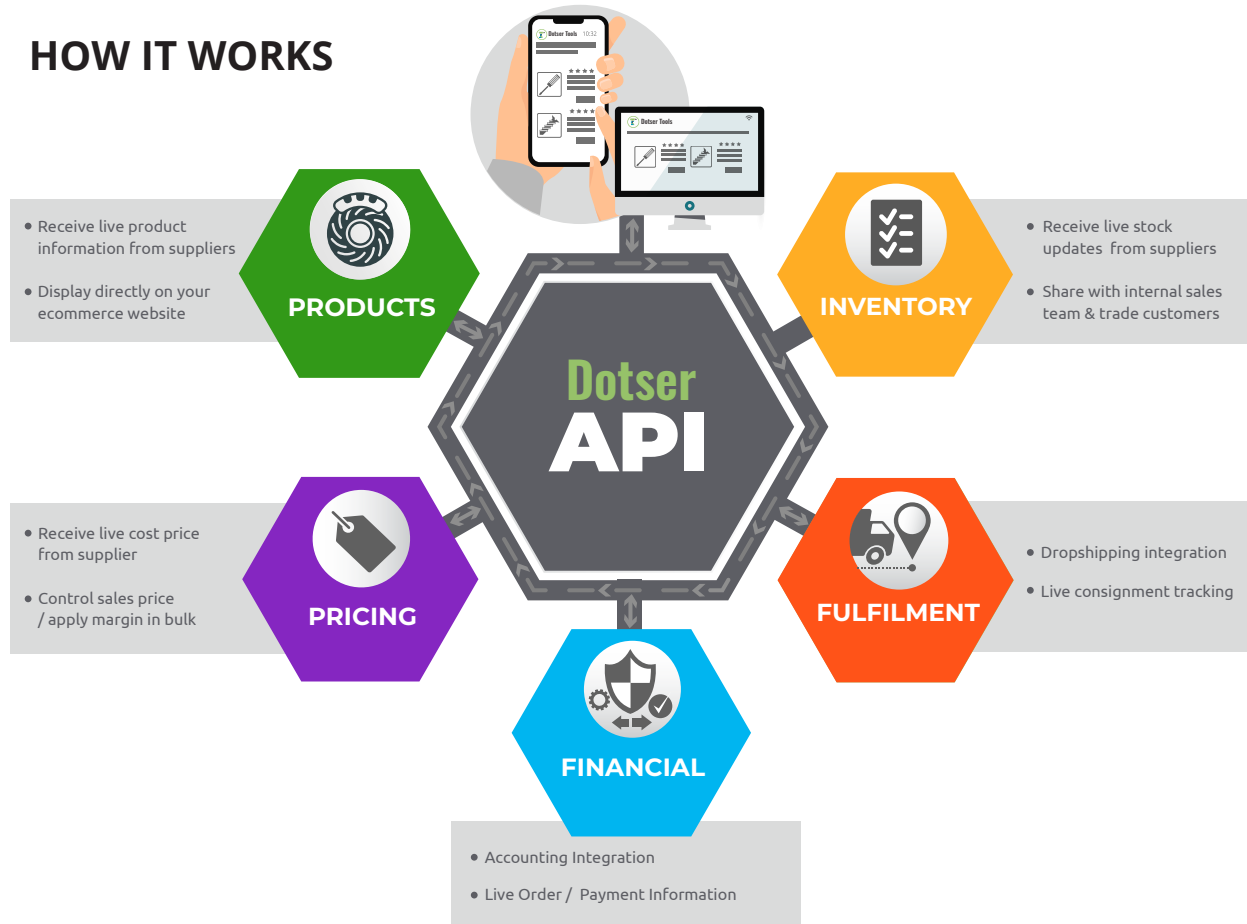 HOW IT WORKS
Dotser Tools 10:32
Dotser Tools
• Receive live product
information from suppliers
• Display directly on your
ecommerce website
PRODUCTS
INVENTORY
• Receive live stock
updates from suppliers
• Share with internal sales
team & trade customers
Dotser
API
• Receive live cost price
from supplier
• Control sales price
/ apply margin in bulk
PRICING
FULFILMENT
• Dropshipping integration
• Live consignment tracking
FINANCIAL
• Accounting Integration
• Live Order / Payment Information